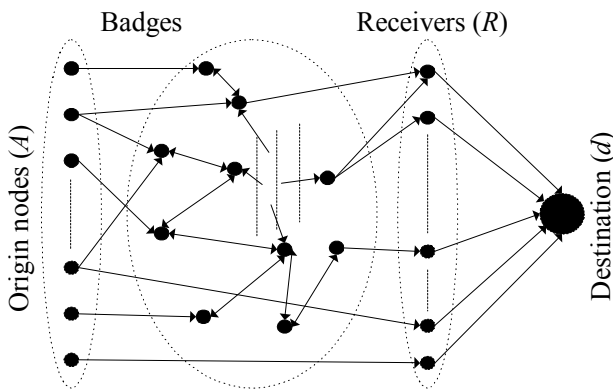 Badges
Receivers (R)
Origin nodes (A)
Destination (d)